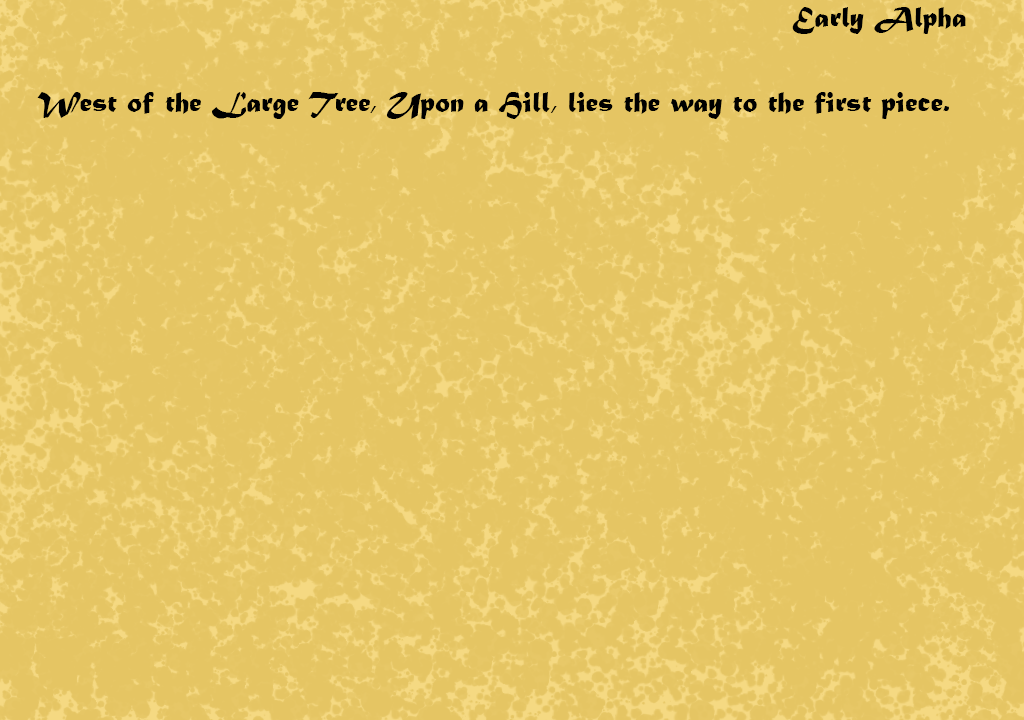 Early Alpha
West of the Large Tree, Upon a Hill, lies the way to the first piece.